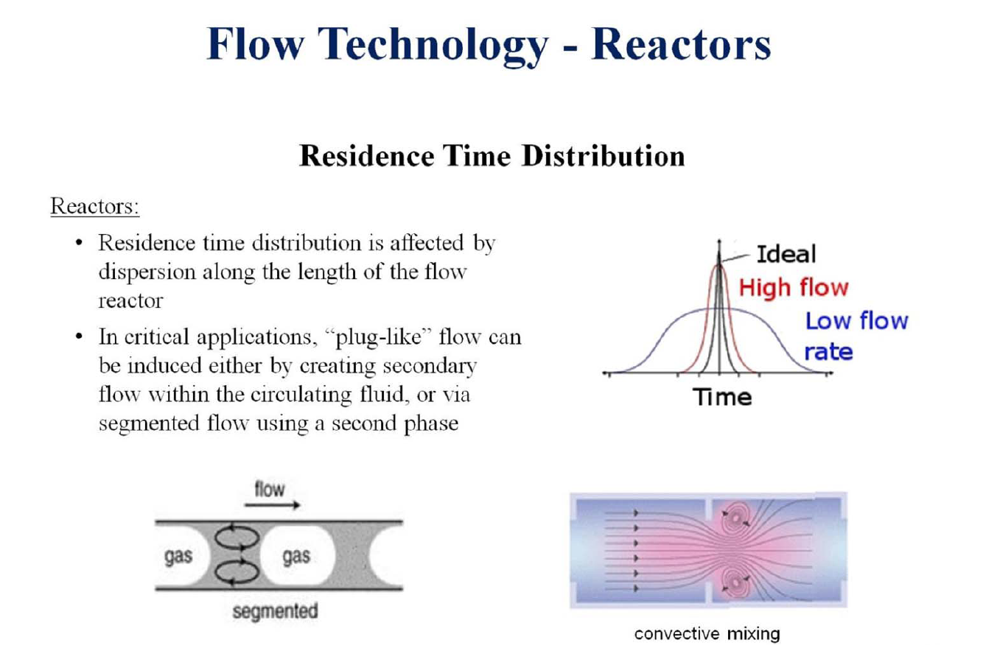 Flow Technology - Reactors
Residence Time Distribution
Reactors:
• Residence time distribution is affected by
dispersion along the length of the flow
reactor
• In critical applications, “plug-like” flow can
be induced either by creating secondary
flow within the circulating fluid, or via
segmented flow using a second phase
Ideal
High flow
Low flow
rate
Time
flow
gas
gas
segmented
convective mixing